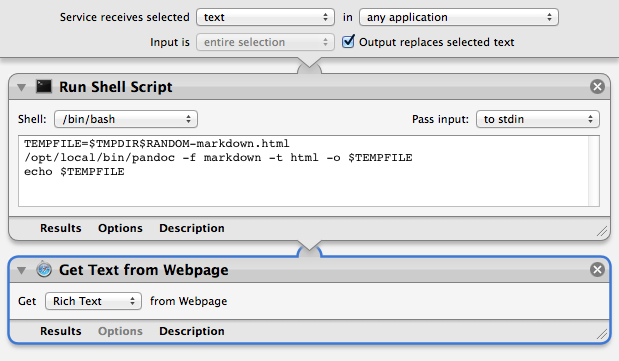 Service receives selected text in any application
Input is entire selection Output replaces selected text
Run Shell Script
Shell: /bin/bash Pass input: to stdin
TEMPFILE=$TMPDIR$RANDOM-markdown.html
/opt/local/bin/pandoc -f markdown -t html -o $TEMPFILE
echo $TEMPFILE
Results Options Description
Get Text from Webpage
Get Rich Text from Webpage
Results Options Description